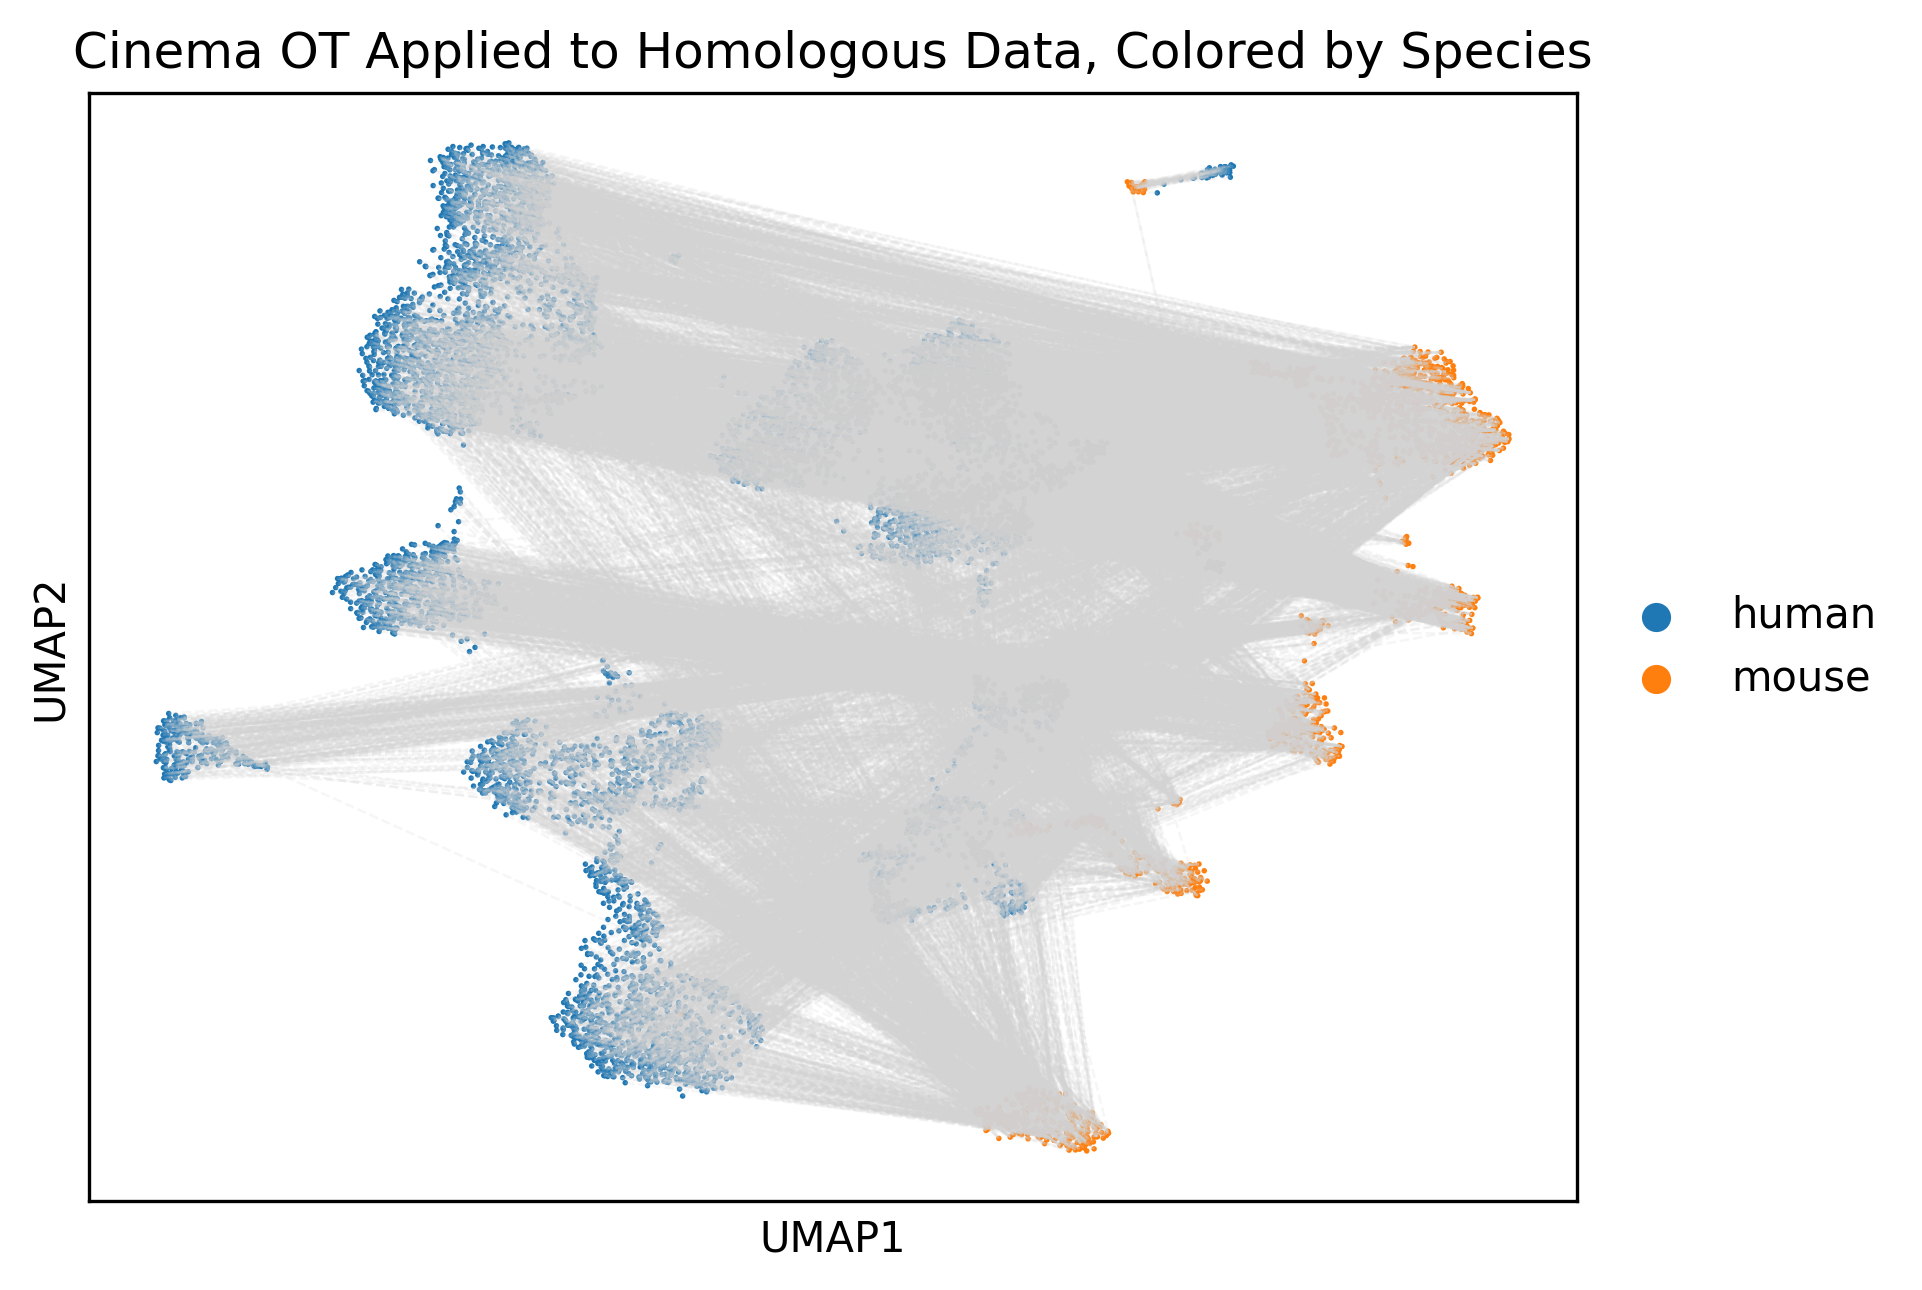 Cinema OT Applied to Homologous Data, Colored by Species
UMAP2
human
mouse
UMAP1